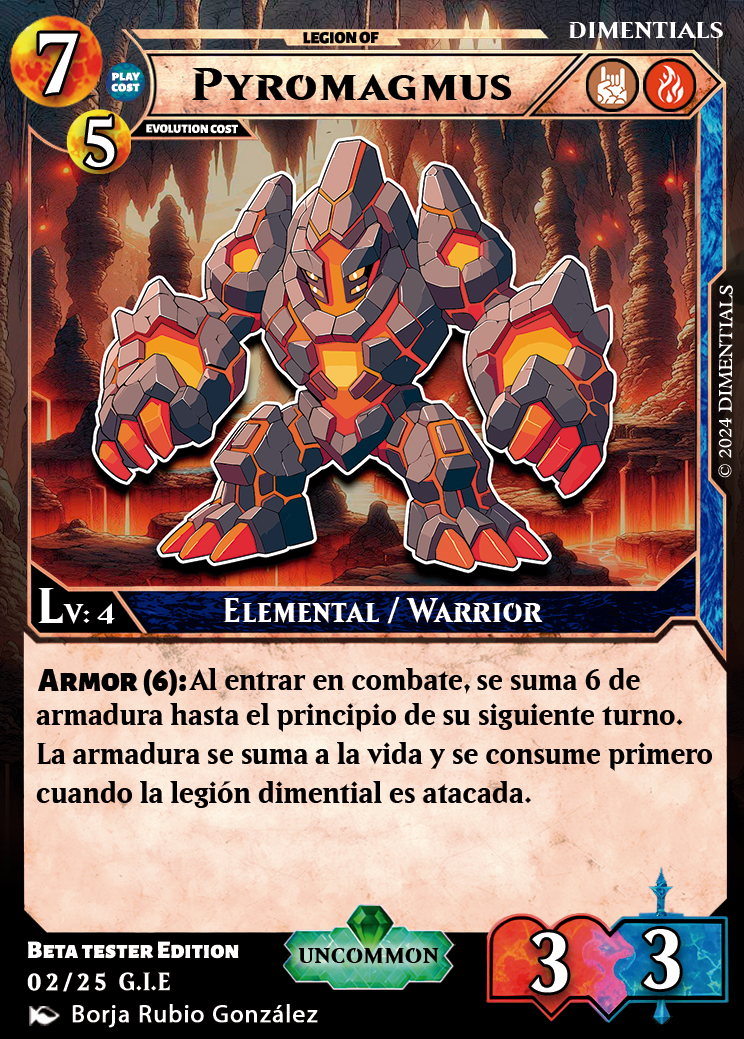 7
PLAY
COST
LEGION OF
DIMENTIALS
PYROMAGMUS
5
EVOLUTION COST
© 2024 DIMENTIALS
LV: 4
ELEMENTAL / WARRIOR
ARMOR (6): Al entrar en combate, se suma 6 de
armadura hasta el principio de su siguiente turno.
La armadura se suma a la vida y se consume primero
cuando la legión dimential es atacada.
BETA TESTER EDITION
02/25 G.I.E
Borja Rubio González
UNCOMMON
3
3